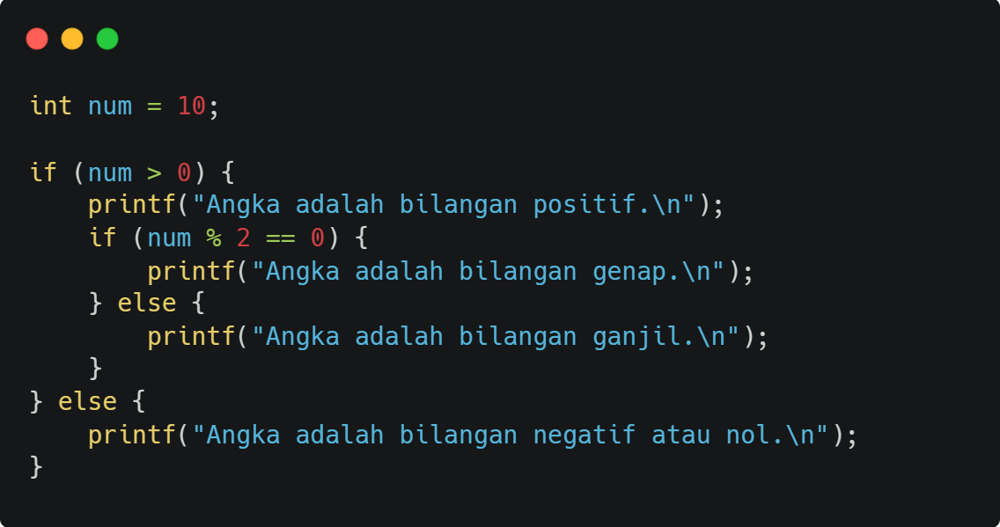 int num = 10;

if (num > 0) {
    printf("Angka adalah bilangan positif.\n");
    if (num % 2 == 0) {
        printf("Angka adalah bilangan genap.\n");
    } else {
        printf("Angka adalah bilangan ganjil.\n");
    }
} else {
    printf("Angka adalah bilangan negatif atau nol.\n");
}